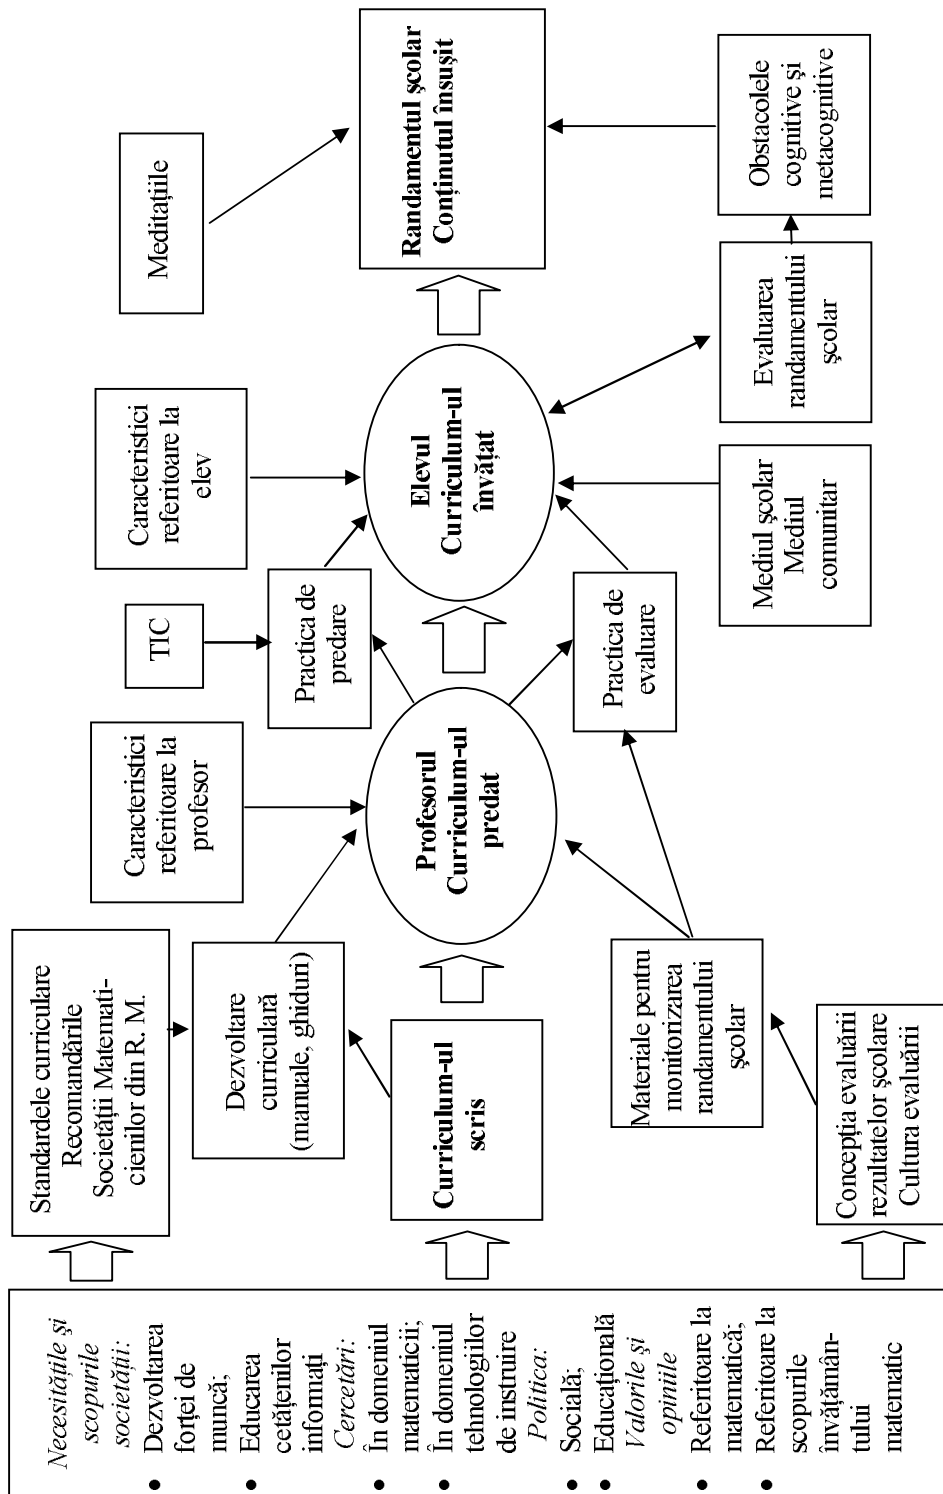 Necesitățile și
scopurile
societății:
• Dezvoltarea
forței de
muncă;
• Educarea
cetățenilor
informați
Cercetări:
• În domeniul
matematicii;
• În domeniul
tehnologiilor
de instruire
Politica:
• Socială;
• Educațională
Valorile și
opiniile
• Referitoare la
matematică;
• Referitoare la
scopurile
învățămân-
tului
matematic
Standardele curriculare
Recomandările
Societății Matemati-
cienilor din R. M.
Dezvoltare
curriculară
(manuale, ghiduri)
Curriculum-ul
scris
Concepția evaluării
rezultatelor școlare
Cultura evaluării
Materiale pentru
monitorizarea
randamentului
școlar
Caracteristici
referitoare la
profesor
Profesorul
Curriculum-ul
predat
TIC
Practica de
predare
Practica de
evaluare
Caracteristici
referitoare la
elev
Elevul
Curriculum-ul
învățat
Mediul școlar
Mediul
comunitar
Evaluarea
randamentului
școlar
Meditațiile
Randamentul școlar
Conținutul însușit
Obstacolele
cognitive și
metacognitive